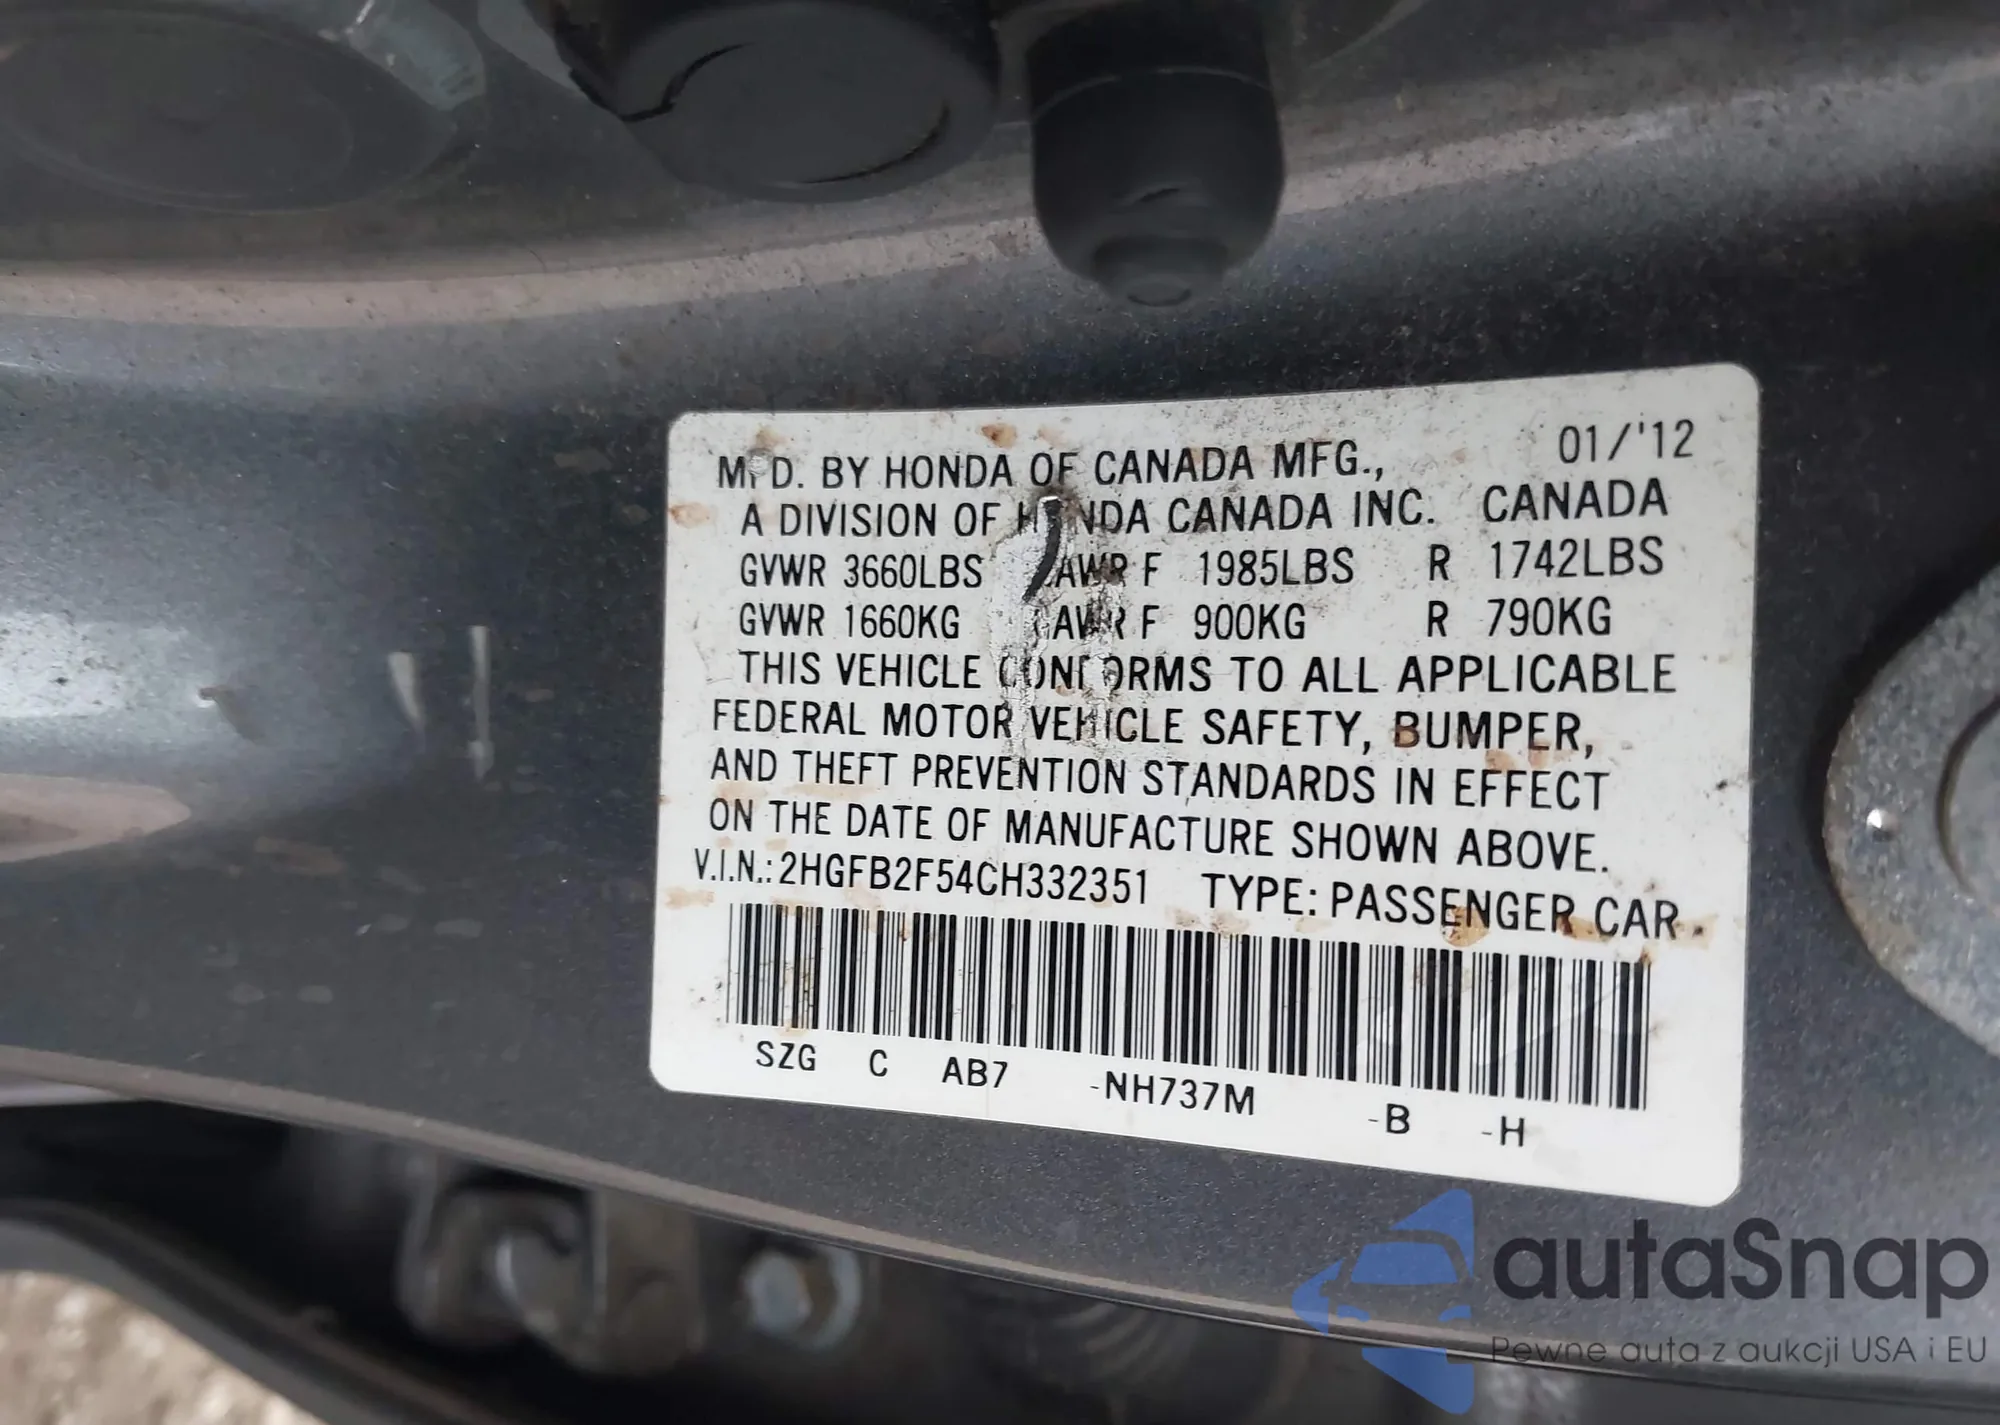 01/'12
MFD. BY HONDA OF CANADA MFG.,
A DIVISION OF HONDA CANADA INC. CANADA
GVWR 3660LBS GAWR F 1985LBS R 1742LBS
GVWR 1660KG GAWR F 900KG R 790KG
THIS VEHICLE CONFORMS TO ALL APPLICABLE
FEDERAL MOTOR VEHICLE SAFETY, BUMPER,
AND THEFT PREVENTION STANDARDS IN EFFECT
ON THE DATE OF MANUFACTURE SHOWN ABOVE.
V.I.N.: 2HGFB2F54CH332351 TYPE: PASSENGER CAR
SZG C AB7 -NH737M -B -H
autaSnap
Pewne auta z aukcji USA i EU